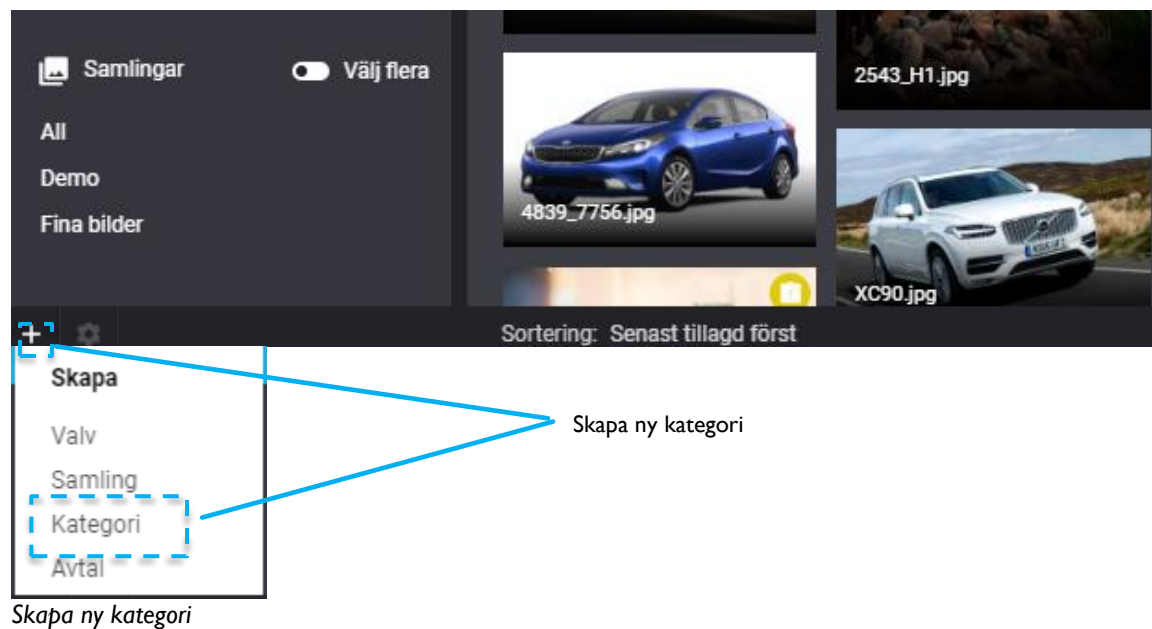 Samlingar
Välj flera
All
Demo
Fina bilder
4839_7756.jpg
2543_H1.jpg
XC90.jpg
Sortering: Senast tillagd först
Skapa
Valv
Samling
Kategori
Avtal
Skapa ny kategori
Skapa ny kategori